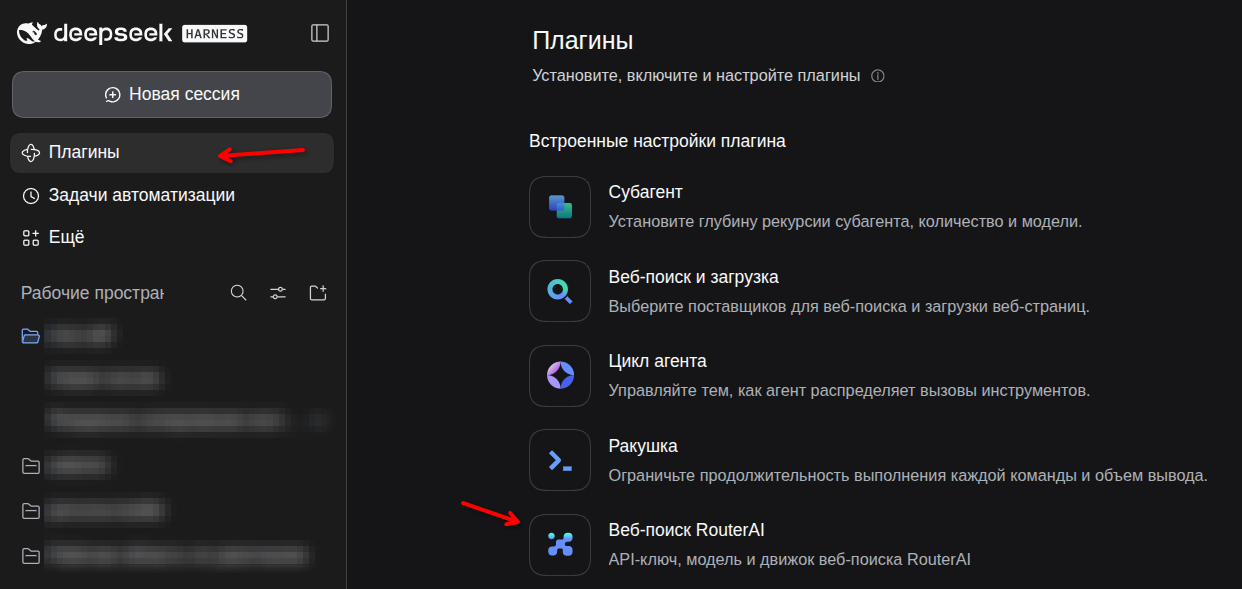 deepseek HARNESS
Новая сессия
Плагины
Задачи автоматизации
Ещё
Рабочие простран
Плагины
Установите, включите и настройте плагины
Встроенные настройки плагина
Субагент
Установите глубину рекурсии субагента, количество и модели.
Веб-поиск и загрузка
Выберите поставщиков для веб-поиска и загрузки веб-страниц.
Цикл агента
Управляйте тем, как агент распределяет вызовы инструментов.
Ракушка
Ограничьте продолжительность выполнения каждой команды и объем вывода.
Веб-поиск RouterAI
API-ключ, модель и движок веб-поиска RouterAI